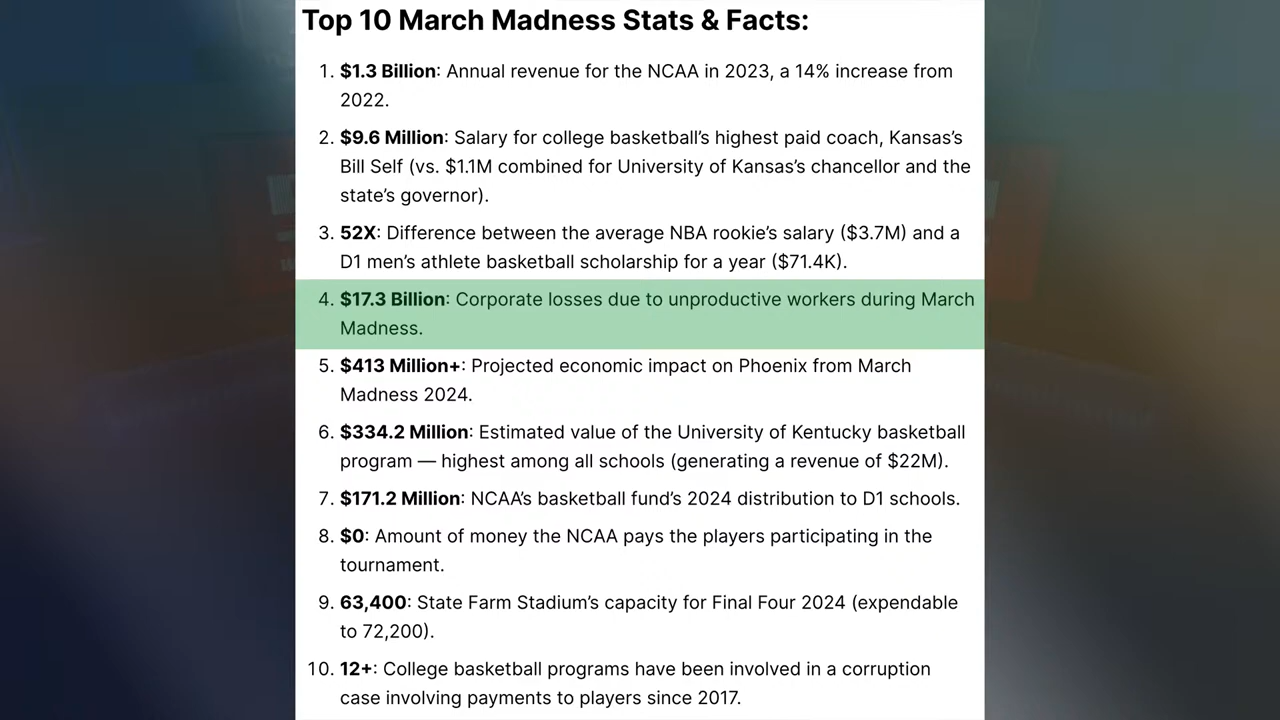 Top 10 March Madness Stats & Facts:
1. $1.3 Billion: Annual revenue for the NCAA in 2023, a 14% increase from
2022.
2. $9.6 Million: Salary for college basketball’s highest paid coach, Kansas’s
Bill Self (vs. $1.1M combined for University of Kansas’s chancellor and the
state’s governor).
3. 52X: Difference between the average NBA rookie’s salary ($3.7M) and a
D1 men’s athlete basketball scholarship for a year ($71.4K).
4. $17.3 Billion: Corporate losses due to unproductive workers during March
Madness.
5. $413 Million+: Projected economic impact on Phoenix from March
Madness 2024.
6. $334.2 Million: Estimated value of the University of Kentucky basketball
program — highest among all schools (generating a revenue of $22M).
7. $171.2 Million: NCAA’s basketball fund’s 2024 distribution to D1 schools.
8. $0: Amount of money the NCAA pays the players participating in the
tournament.
9. 63,400: State Farm Stadium’s capacity for Final Four 2024 (expendable
to 72,200).
10. 12+: College basketball programs have been involved in a corruption
case involving payments to players since 2017.